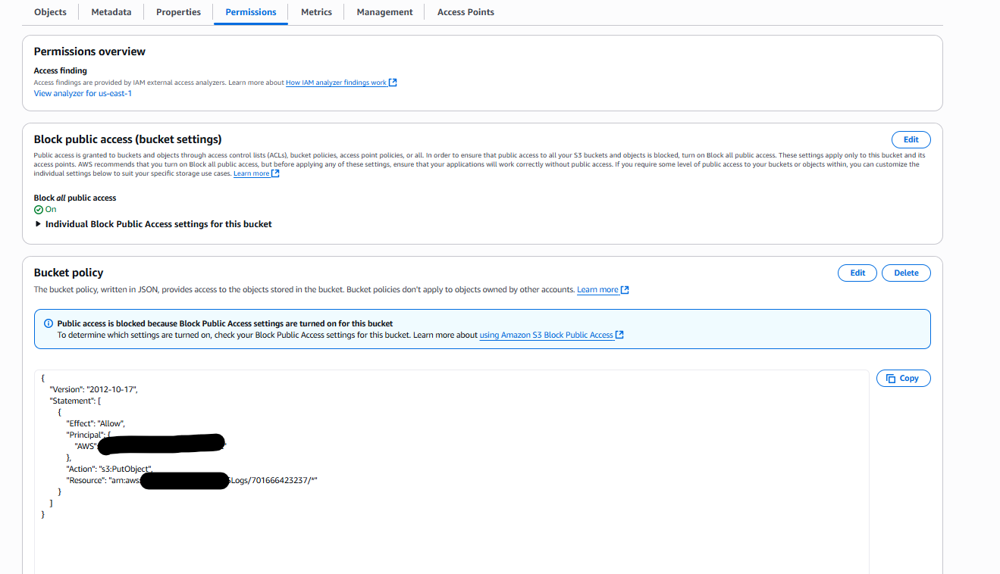 Objects Metadata Properties Permissions Metrics Management Access Points
Permissions overview
Access finding
Access findings are provided by IAM external access analyzers. Learn more about How IAM analyzer findings work
View analyzer for us-east-1
Block public access (bucket settings)
Edit
Public access is granted to buckets and objects through access control lists (ACLs), bucket policies, access point policies, or all. In order to ensure that public access to all your S3 buckets and objects is blocked, turn on Block all public access. These settings apply only to this bucket and its
access points. AWS recommends that you turn on Block all public access, but before applying any of these settings, ensure that your applications will work correctly without public access. If you require some level of public access to your buckets or objects within, you can customize the
individual settings below to suit your specific storage use cases. Learn more
Block all public access
On
Individual Block Public Access settings for this bucket
Bucket policy
Edit Delete
The bucket policy, written in JSON, provides access to the objects stored in the bucket. Bucket policies don't apply to objects owned by other accounts. Learn more
Public access is blocked because Block Public Access settings are turned on for this bucket
To determine which settings are turned on, check your Block Public Access settings for this bucket. Learn more about using Amazon S3 Block Public Access
Copy
{
"Version": "2012-10-17",
"Statement": [
{
"Effect": "Allow",
"Principal": {
"AWS": "
},
"Action": "s3:PutObject",
"Resource": "arn:aws: Logs/701666423237/*"
}
]
}